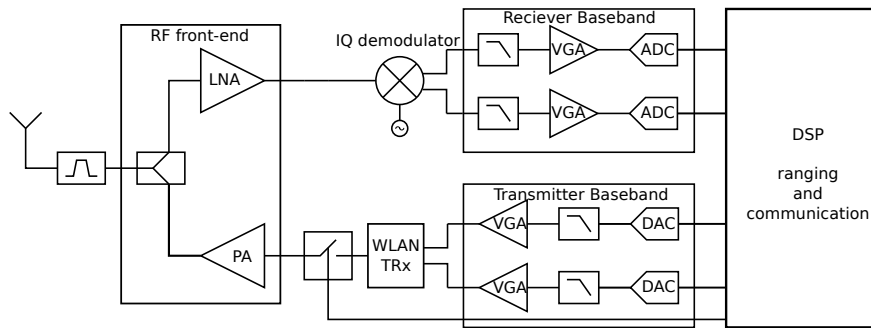 RF front-end
LNA
IQ demodulator
Reciever Baseband
VGA
ADC
VGA
ADC
DSP
ranging
and
communication
PA
WLAN
TRx
Transmitter Baseband
VGA
DAC
VGA
DAC